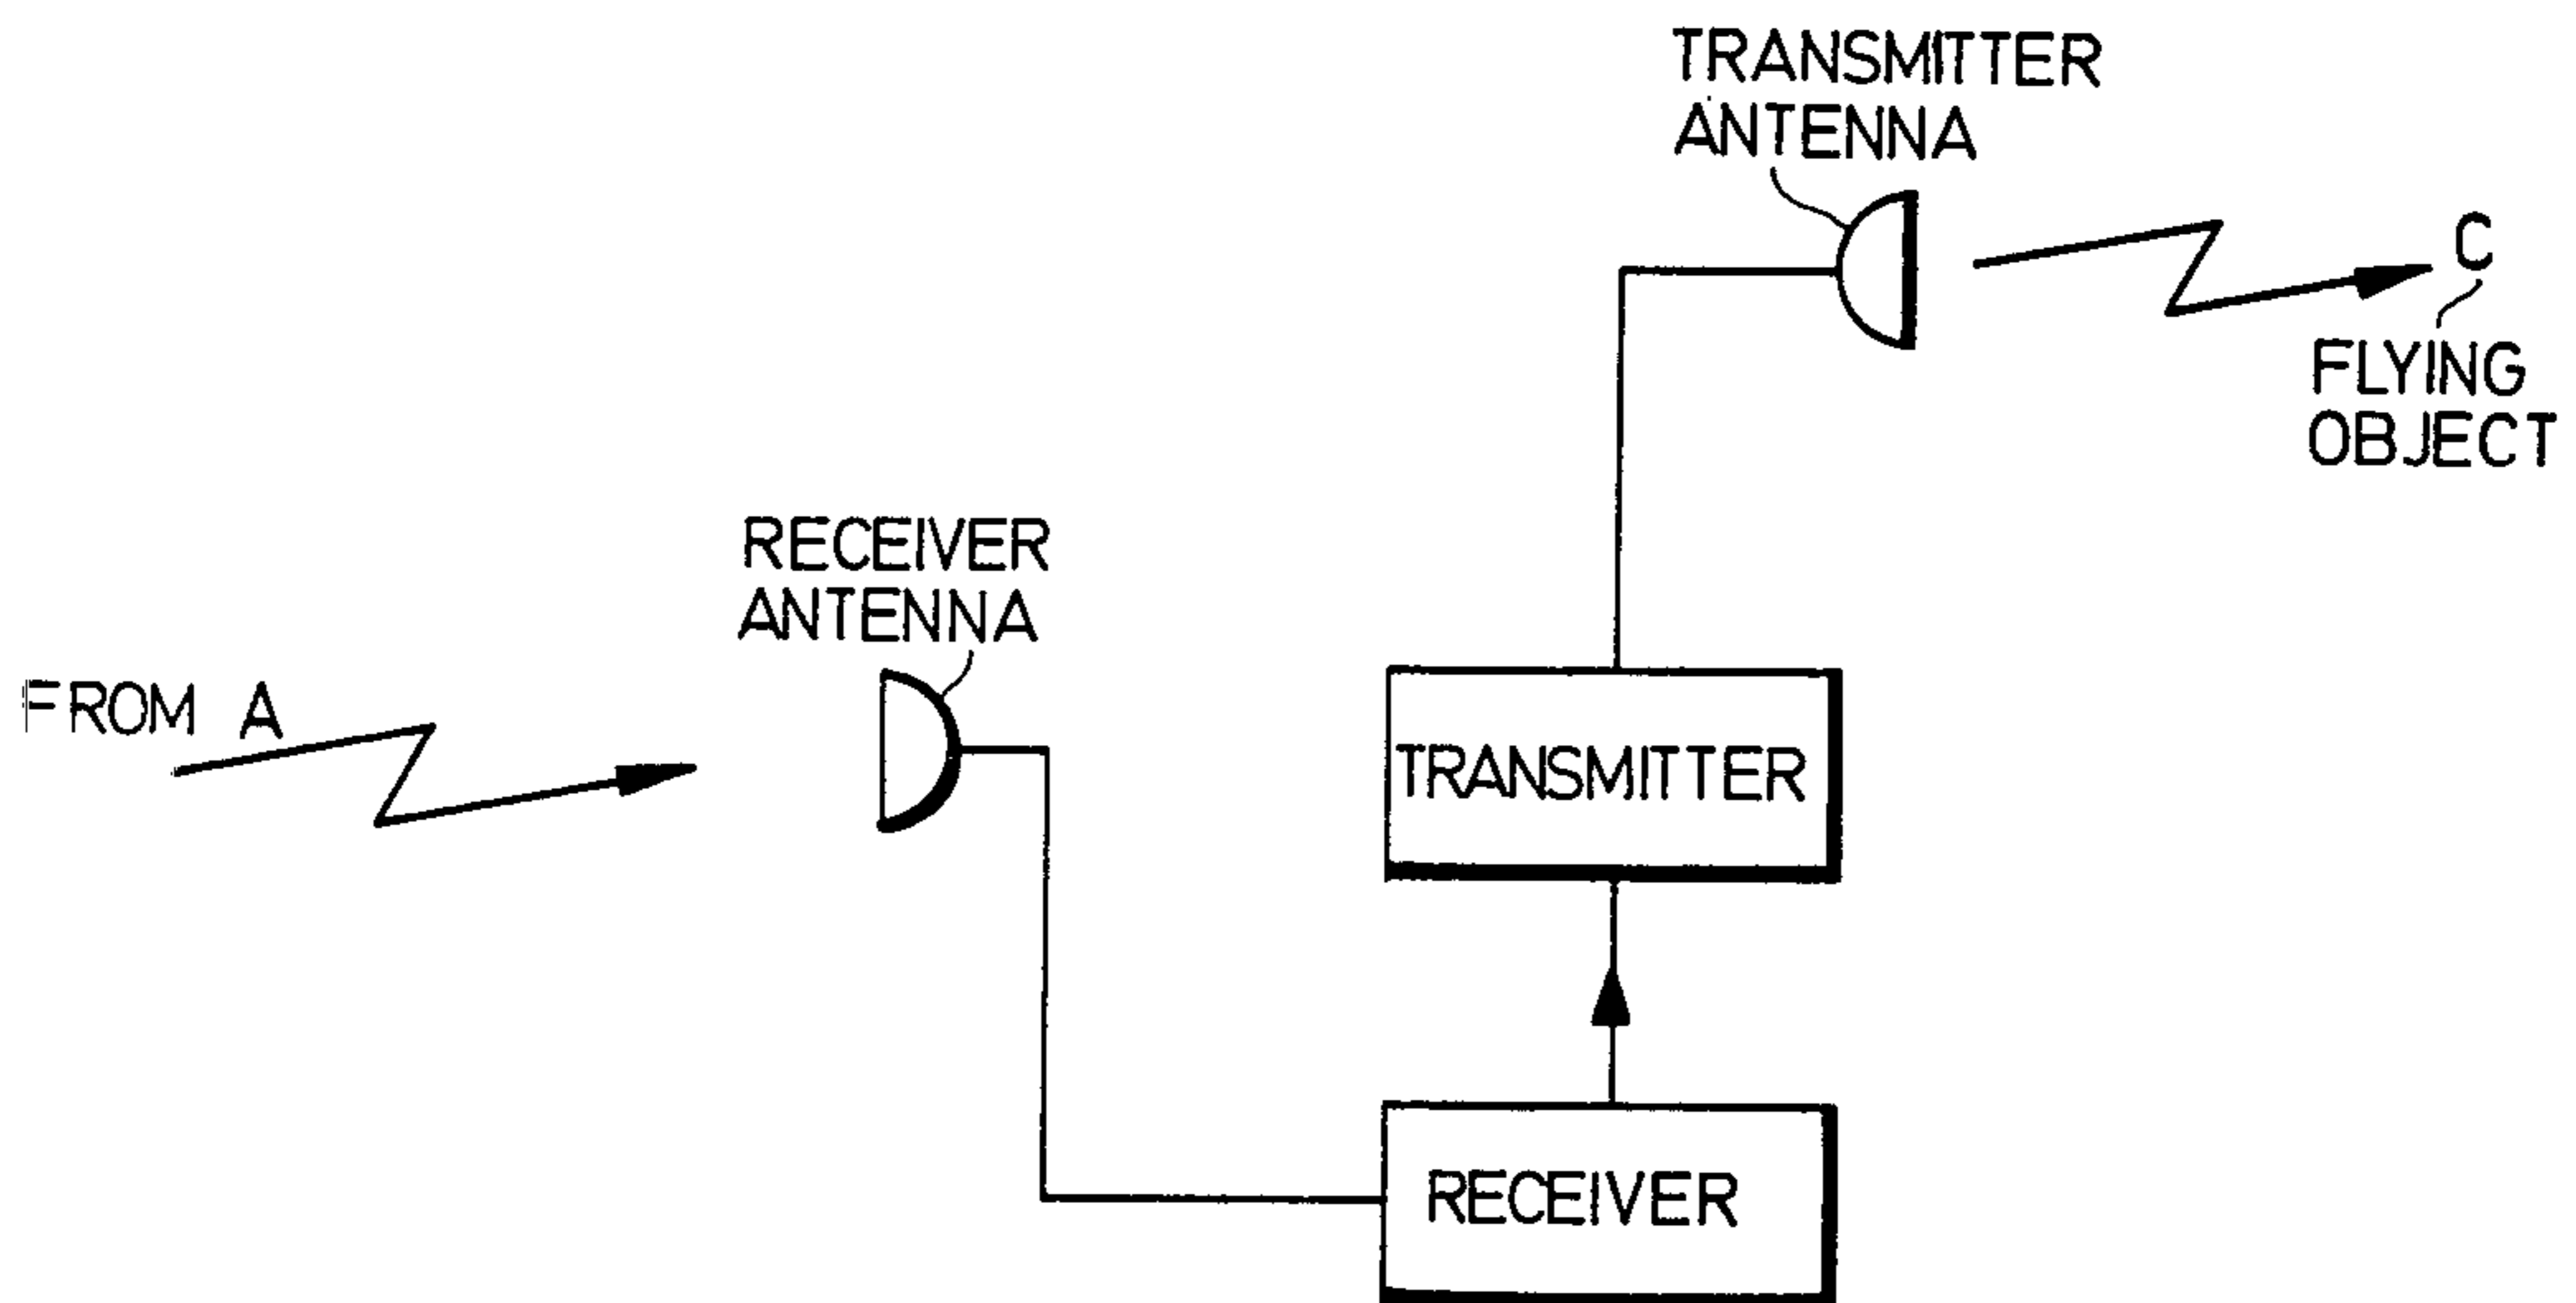 TRANSMITTER
ANTENNA
C
FLYING
OBJECT
RECEIVER
ANTENNA
FROM A
TRANSMITTER
RECEIVER